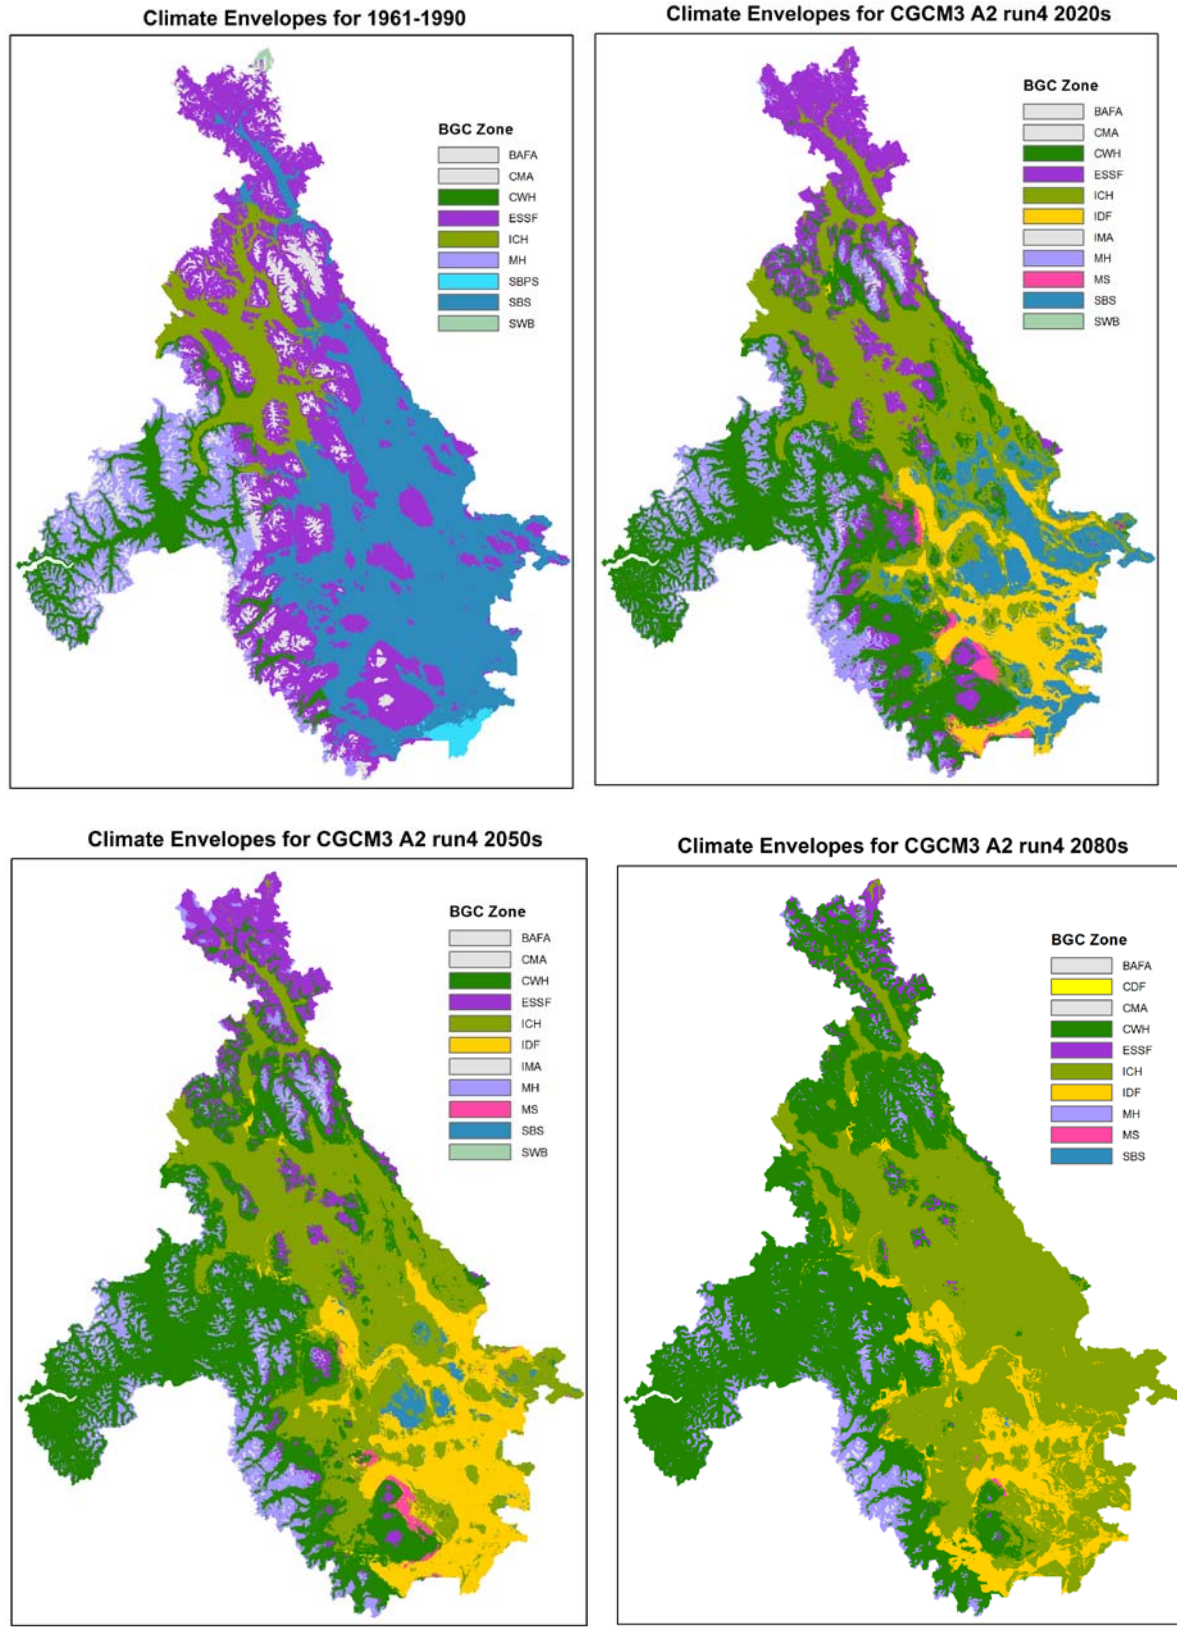 Climate Envelopes for 1961-1990
BGC Zone
BAFA
CMA
CWH
ESSF
ICH
MH
SBPS
SBS
SWB
Climate Envelopes for CGCM3 A2 run4 2020s
BGC Zone
BAFA
CMA
CWH
ESSF
ICH
IDF
IMA
MH
MS
SBS
SWB
Climate Envelopes for CGCM3 A2 run4 2050s
BGC Zone
BAFA
CMA
CWH
ESSF
ICH
IDF
IMA
MH
MS
SBS
SWB
Climate Envelopes for CGCM3 A2 run4 2080s
BGC Zone
BAFA
CDF
CMA
CWH
ESSF
ICH
IDF
MH
MS
SBS